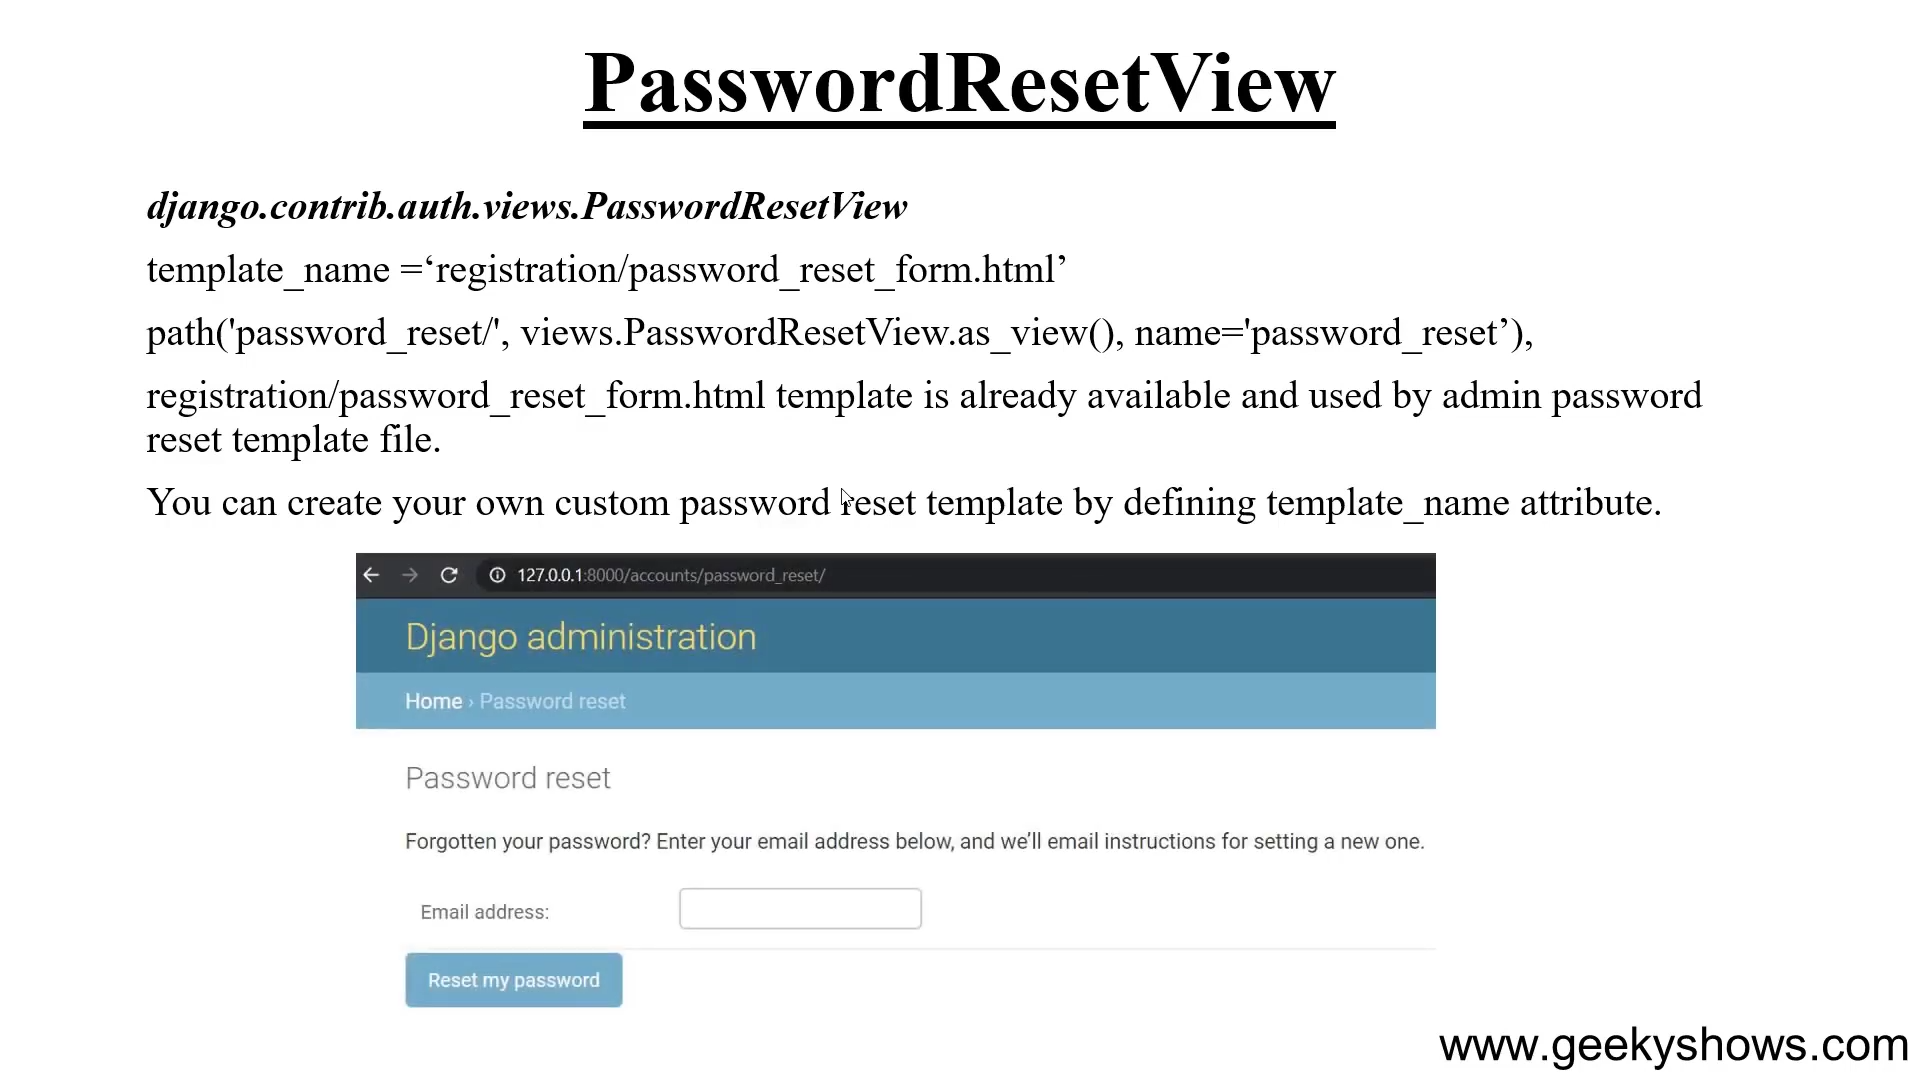 PasswordResetView
django.contrib.auth.views.PasswordResetView
template_name =‘registration/password_reset_form.html’
path('password_reset/', views.PasswordResetView.as_view(), name='password_reset’),
registration/password_reset_form.html template is already available and used by admin password
reset template file.
You can create your own custom password reset template by defining template_name attribute.
127.0.0.1:8000/accounts/password_reset/
Django administration
Home › Password reset
Password reset
Forgotten your password? Enter your email address below, and we’ll email instructions for setting a new one.
Email address:
Reset my password
www.geekyshows.com